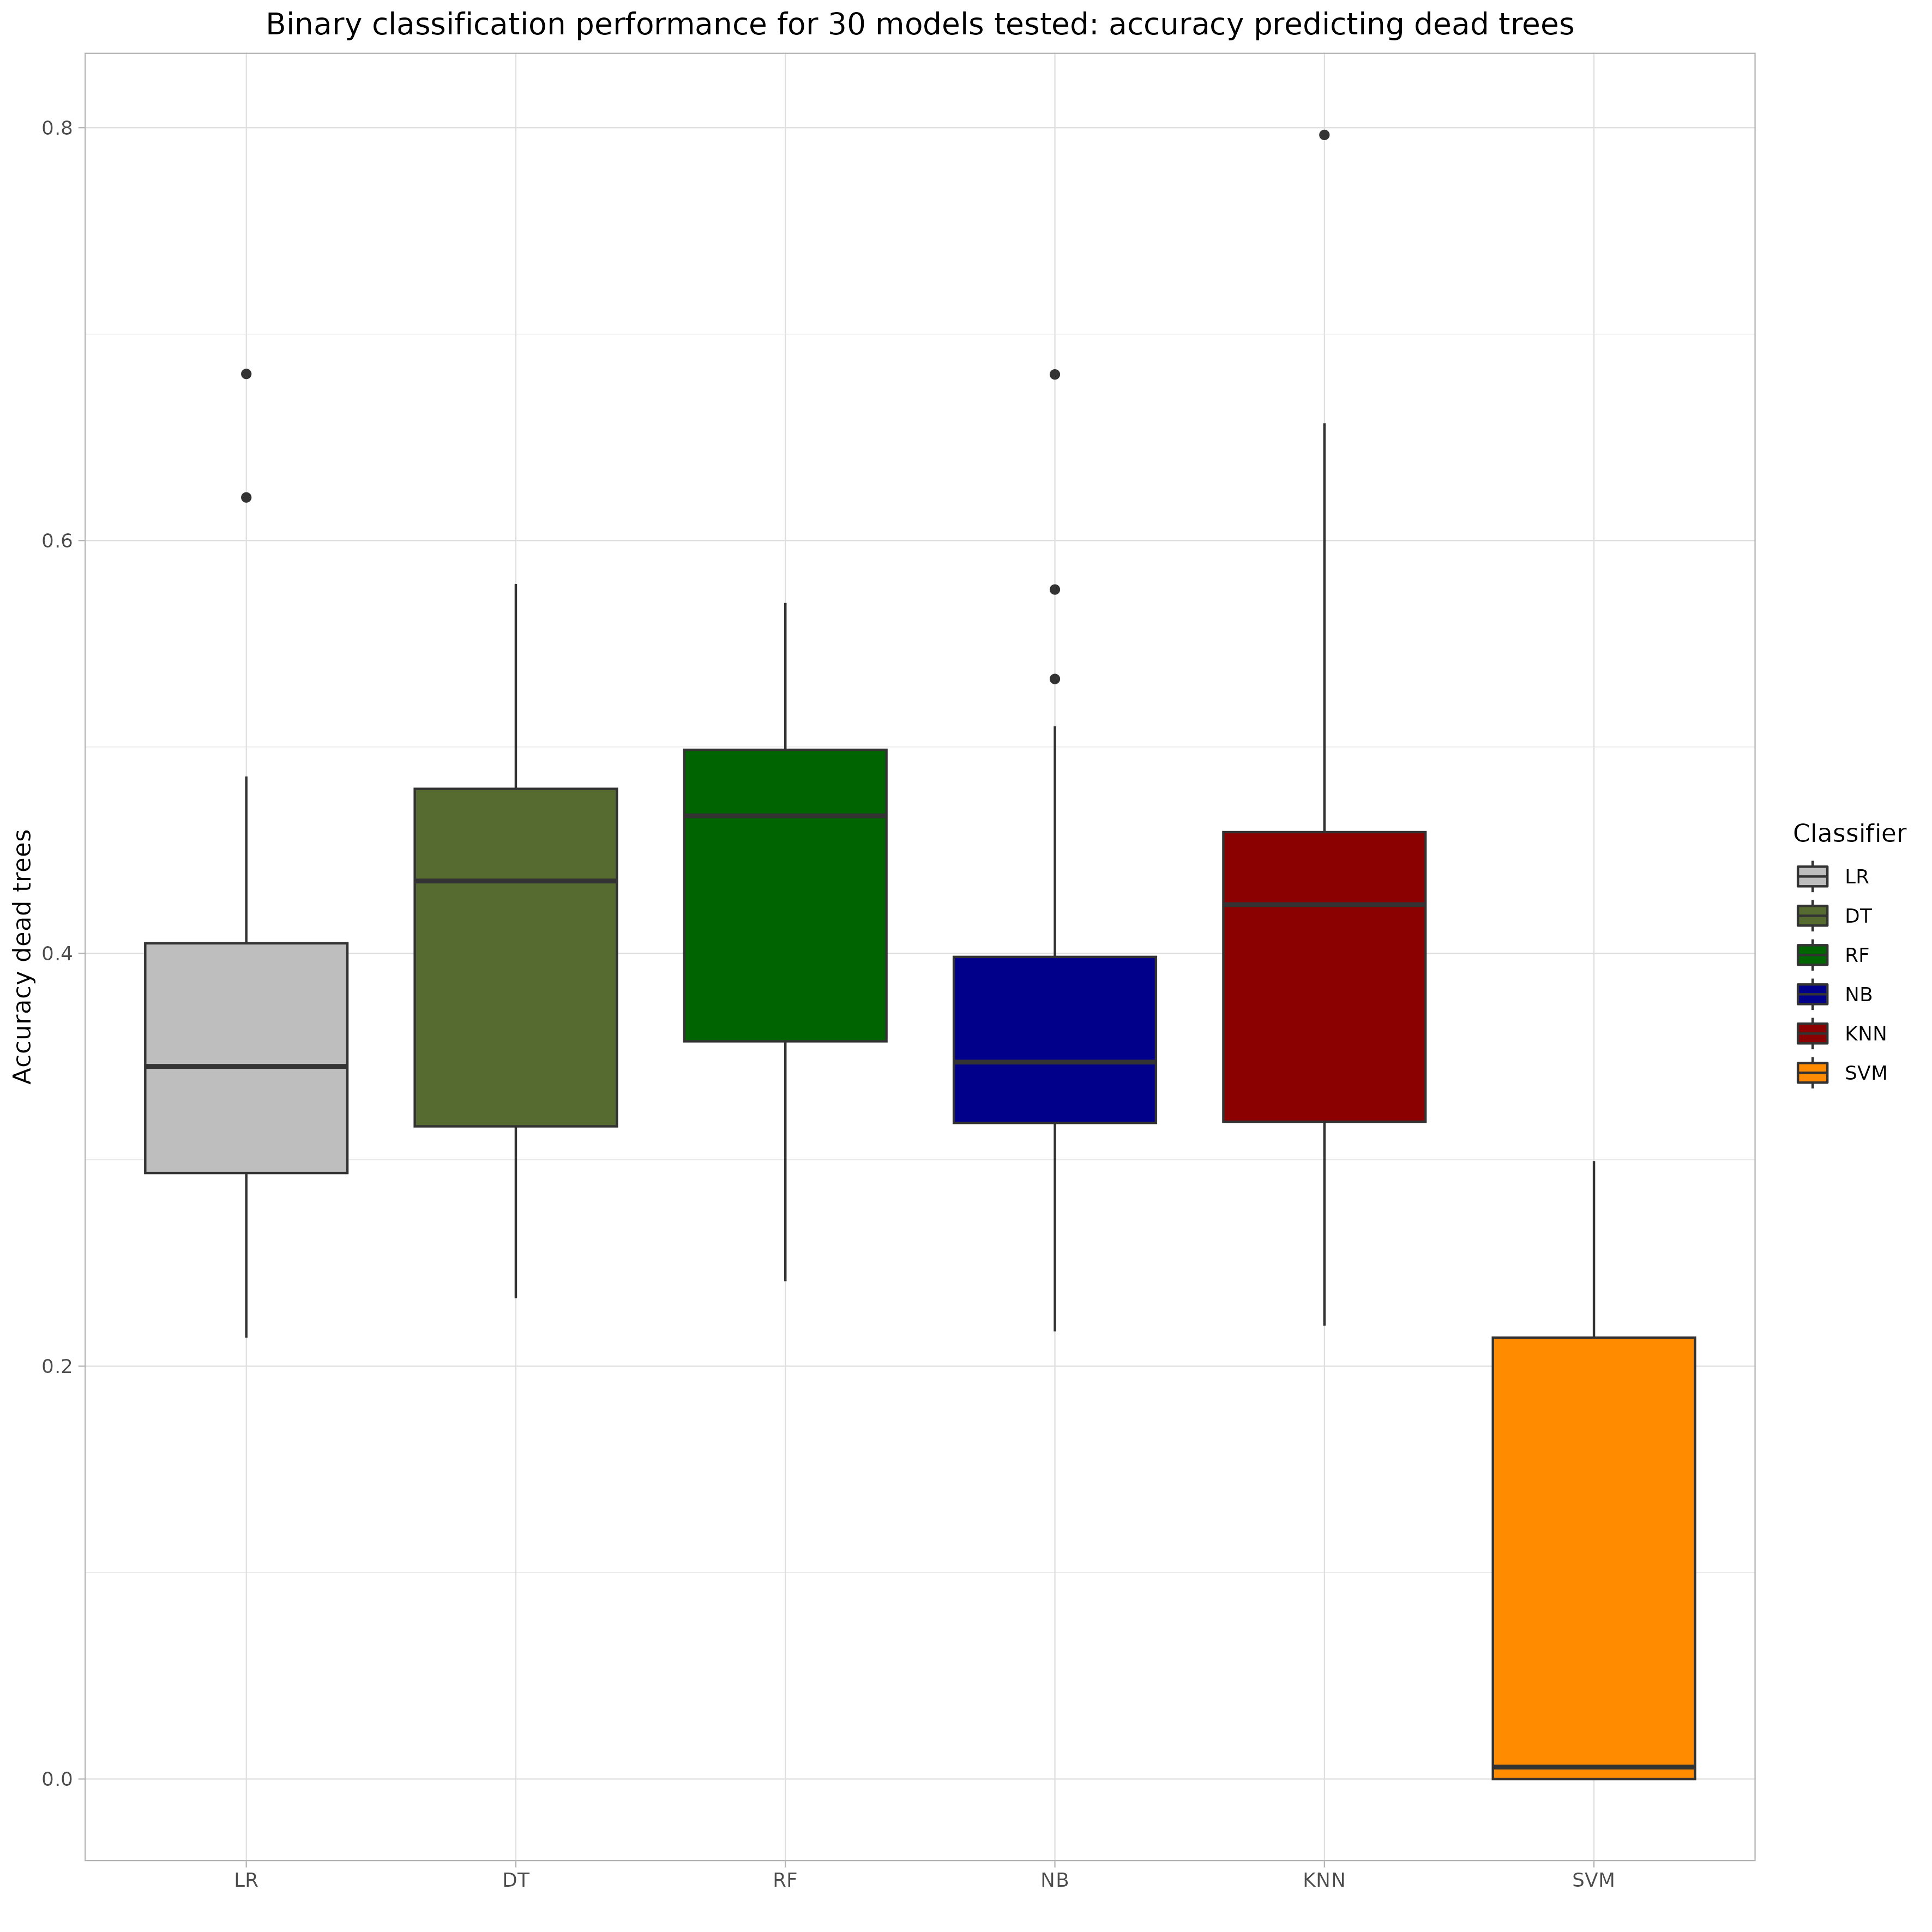 Binary classification performance for 30 models tested: accuracy predicting dead trees
Accuracy dead trees
0.8
0.6
0.4
0.2
0.0
LR
DT
RF
NB
KNN
SVM
Classifier
LR
DT
RF
NB
KNN
SVM